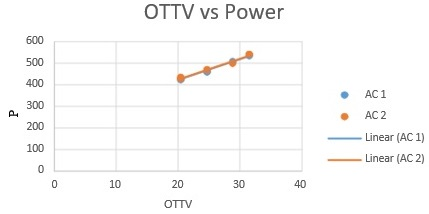 OTTV vs Power
600
500
400
300
200
100
0
P
0 10 20 30 40
OTTV
AC 1
AC 2
Linear (AC 1)
Linear (AC 2)